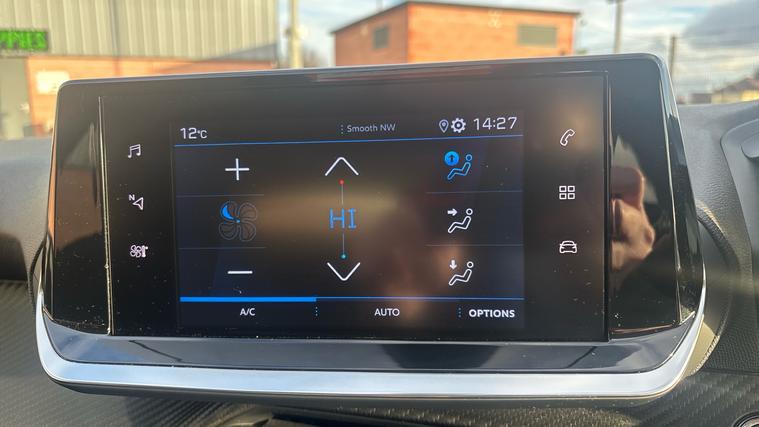 12°C
Smooth NW
14:27
N
HI
A/C
AUTO
OPTIONS